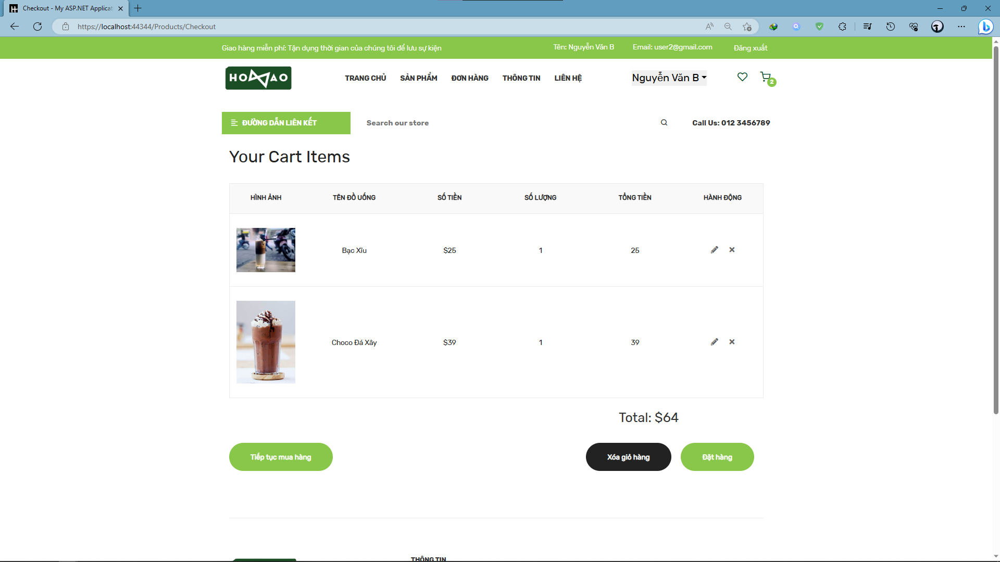 Checkout - My ASP.NET Applicat
https://localhost:44344/Products/Checkout
Giao hàng miễn phí: Tận dụng thời gian của chúng tôi để lưu sự kiện
Tên: Nguyễn Văn B
Email: user2@gmail.com
Đăng xuất
HO AO
TRANG CHỦ
SẢN PHẨM
ĐƠN HÀNG
THÔNG TIN
LIÊN HỆ
Nguyễn Văn B
2
ĐƯỜNG DẪN LIÊN KẾT
Search our store
Call Us: 012 3456789
Your Cart Items
HÌNH ẢNH
TÊN ĐỒ UỐNG
SỐ TIỀN
SỐ LƯỢNG
TỔNG TIỀN
HÀNH ĐỘNG
Bạc Xĩu
$25
1
25
Choco Đá Xây
$39
1
39
Total: $64
Tiếp tục mua hàng
Xóa giỏ hàng
Đặt hàng
THÔNG TIN